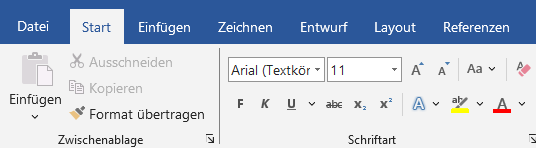 Datei Start Einfügen Zeichnen Entwurf Layout Referenzen
Ausschneiden
Kopieren
Einfügen
Format übertragen
Zwischenablage
Arial (Textkör 11 A A Aa A
F K U abc x₂ x² A ab A
Schriftart